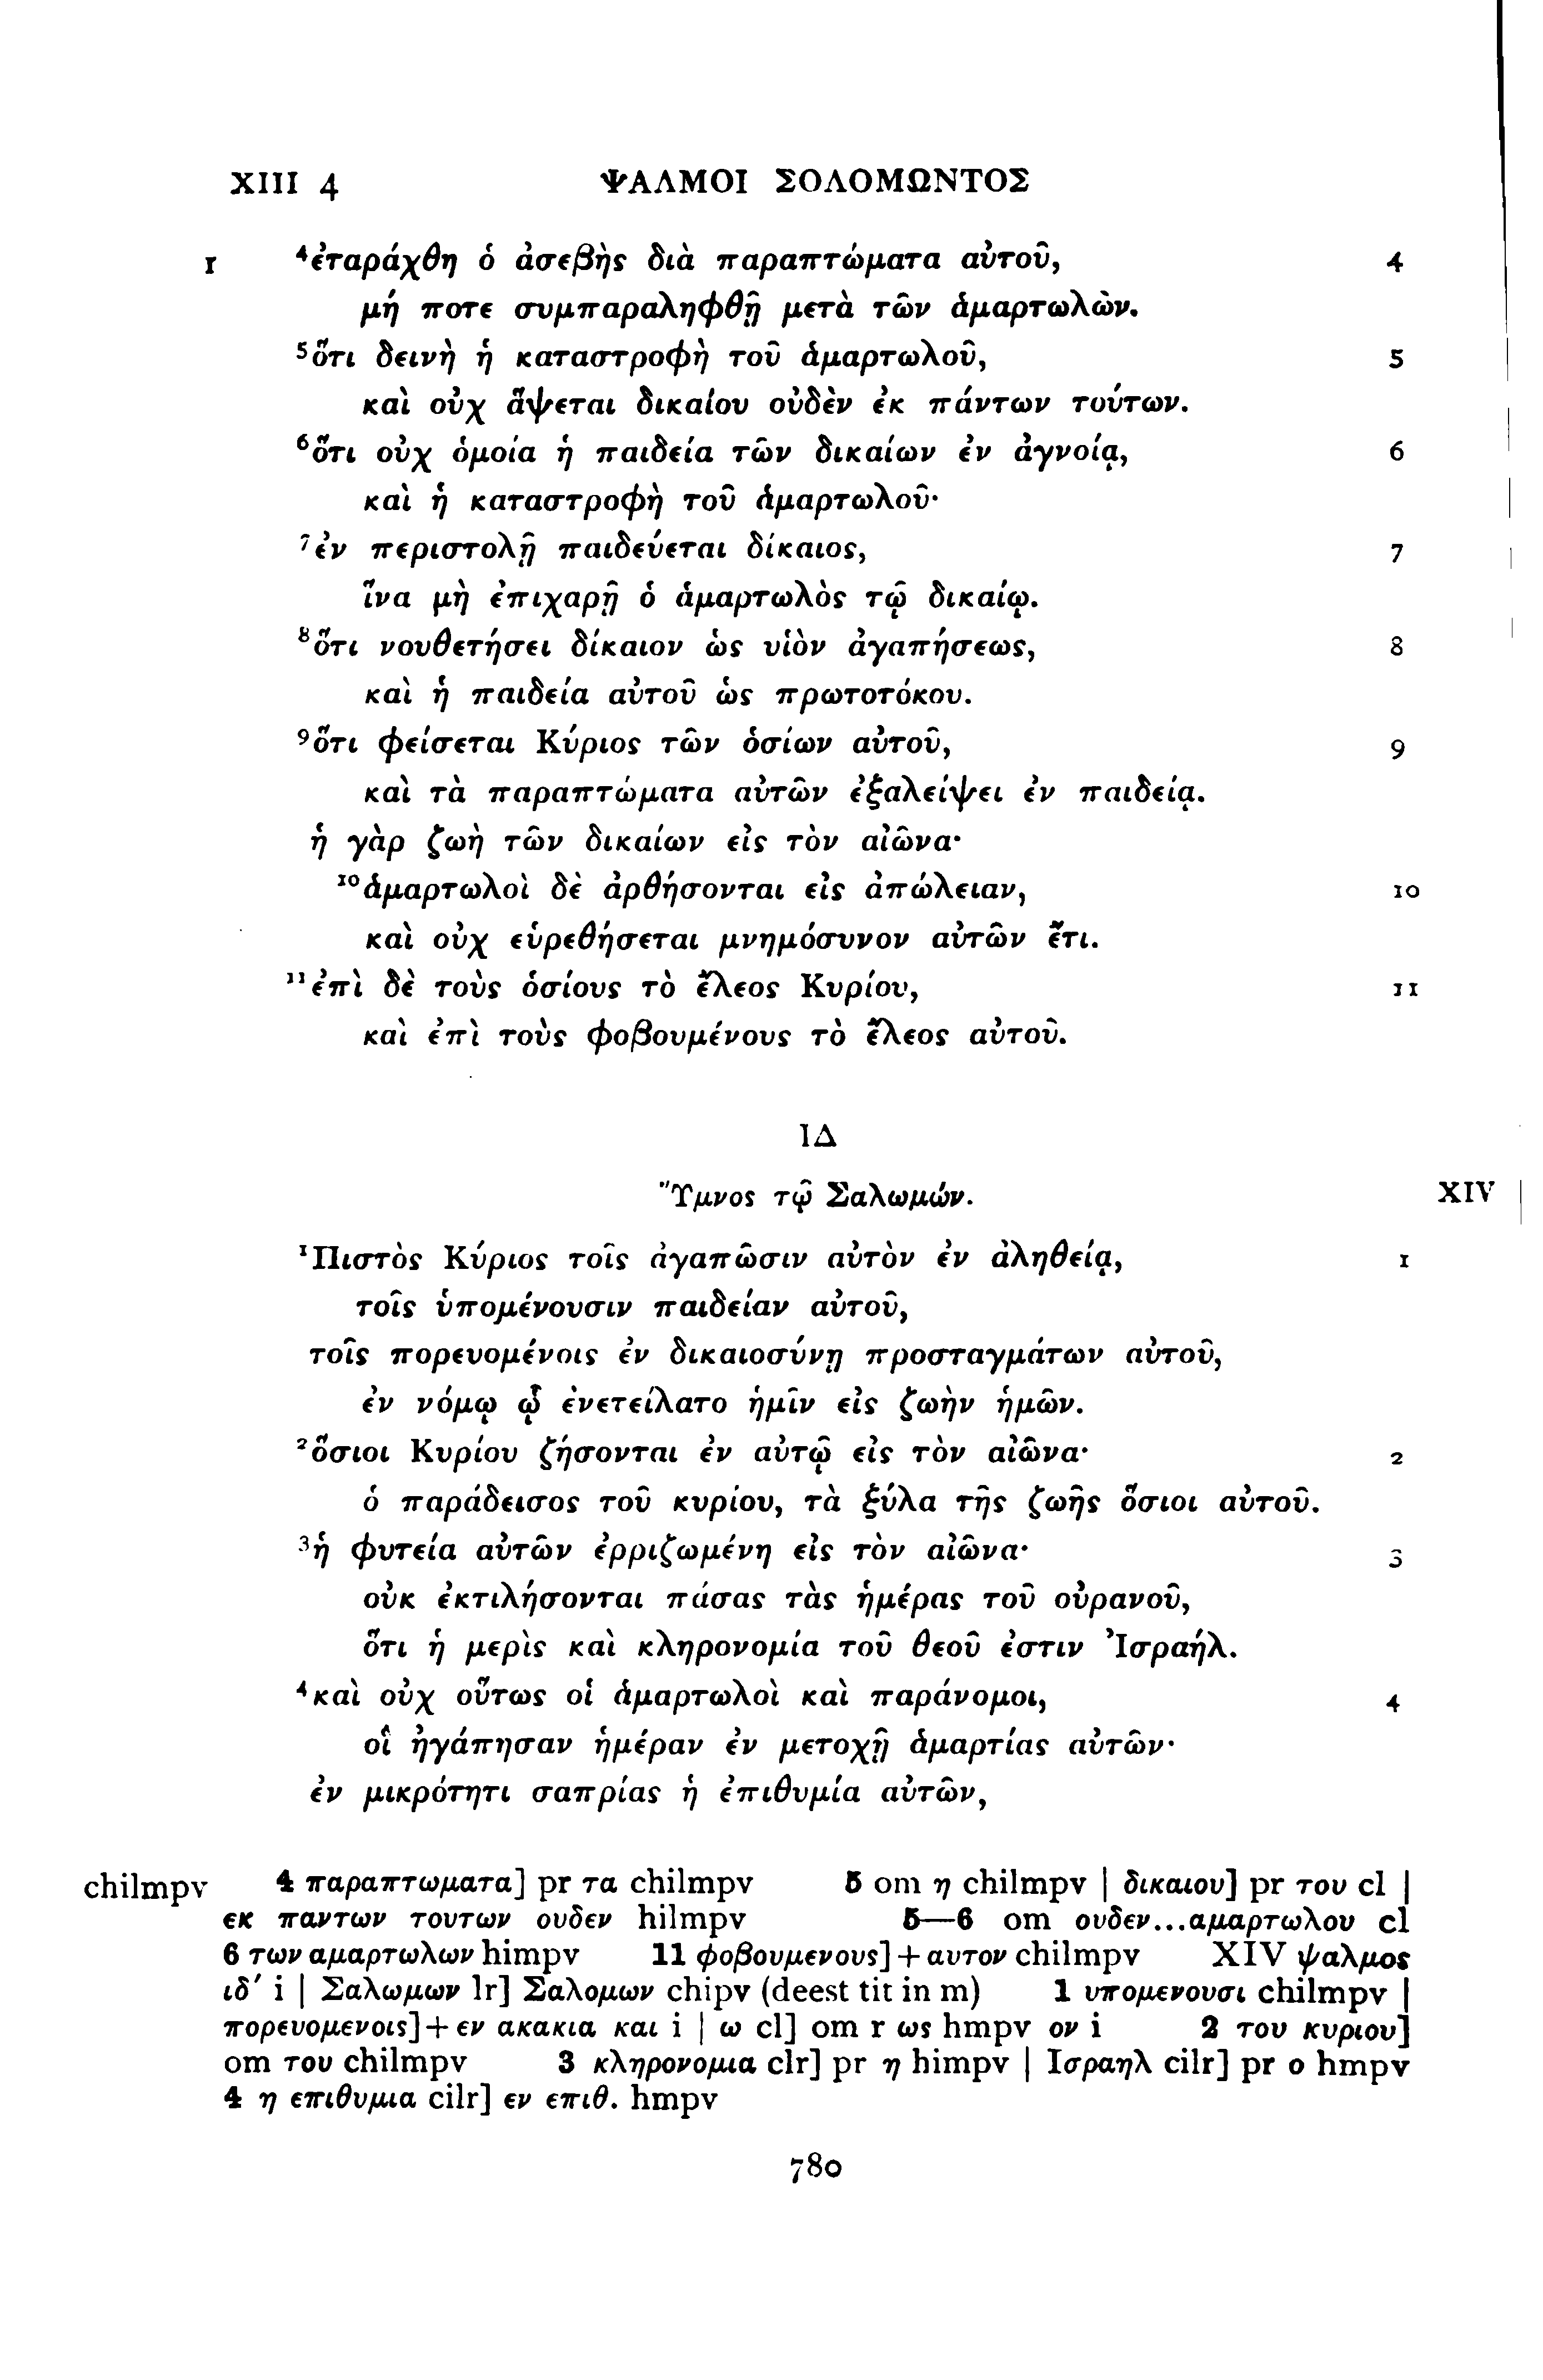 XIII 4 ΨΑΛΜΟΙ ΣΟΛΟΜΩΝΤΟΣ
r ⁴ἐταράχθη ὁ ἀσεβὴς διὰ παραπτώματα αὐτοῦ, 4
μή ποτε συμπαραληφθῇ μετὰ τῶν ἁμαρτωλὼν.
⁵ὅτι δεινὴ ἡ καταστροφὴ τοῦ ἁμαρτωλοῦ, 5
καὶ οὐχ ἅψεται δικαίου οὐδὲν ἐκ πάντων τούτων.
⁶ὅτι οὐχ ὁμοία ἡ παιδεία τῶν δικαίων ἐν ἀγνοίᾳ, 6
καὶ ἡ καταστροφὴ τοῦ ἁμαρτωλοῦ·
⁷ἐν περιστολῇ παιδεύεται δίκαιος, 7
ἵνα μὴ ἐπιχαρῇ ὁ ἁμαρτωλὸς τῷ δικαίῳ.
⁸ὅτι νουθετήσει δίκαιον ὡς υἱὸν ἀγαπήσεως, 8
καὶ ἡ παιδεία αὐτοῦ ὡς πρωτοτόκου.
⁹ὅτι φείσεται Κύριος τῶν ὁσίων αὐτοῦ, 9
καὶ τὰ παραπτώματα αὐτῶν ἐξαλείψει ἐν παιδείᾳ.
ἡ γὰρ ζωὴ τῶν δικαίων εἰς τὸν αἰῶνα·
¹⁰ἁμαρτωλοὶ δὲ ἀρθήσονται εἰς ἀπώλειαν, 10
καὶ οὐχ εὑρεθήσεται μνημόσυνον αὐτῶν ἔτι.
¹¹ἐπὶ δὲ τοὺς ὁσίους τὸ ἔλεος Κυρίου, 11
καὶ ἐπὶ τοὺς φοβουμένους τὸ ἔλεος αὐτοῦ.
ΙΔ
Ὕμνος τῷ Σαλωμών. XIV
¹Πιστὸς Κύριος τοῖς ἀγαπῶσιν αὐτὸν ἐν ἀληθείᾳ, 1
τοῖς ὑπομένουσιν παιδείαν αὐτοῦ,
τοῖς πορευομένοις ἐν δικαιοσύνῃ προσταγμάτων αὐτοῦ,
ἐν νόμῳ ᾧ ἐνετείλατο ἡμῖν εἰς ζωὴν ἡμῶν.
²ὅσιοι Κυρίου ζήσονται ἐν αὐτῷ εἰς τὸν αἰῶνα· 2
ὁ παράδεισος τοῦ κυρίου, τὰ ξύλα τῆς ζωῆς ὅσιοι αὐτοῦ.
³ἡ φυτεία αὐτῶν ἐρριζωμένη εἰς τὸν αἰῶνα· 3
οὐκ ἐκτιλήσονται πάσας τὰς ἡμέρας τοῦ οὐρανοῦ,
ὅτι ἡ μερὶς καὶ κληρονομία τοῦ θεοῦ ἐστιν Ἰσραήλ.
⁴καὶ οὐχ οὕτως οἱ ἁμαρτωλοὶ καὶ παράνομοι, 4
οἳ ἠγάπησαν ἡμέραν ἐν μετοχῇ ἁμαρτίας αὐτῶν·
ἐν μικρότητι σαπρίας ἡ ἐπιθυμία αὐτῶν,
chilmpv 4 παραπτωματα] pr τα chilmpv 5 om η chilmpv | δικαιου] pr του cl |
εκ παντων τουτων ουδεν hilmpv 5—6 om ουδεν...αμαρτωλου cl
6 των αμαρτωλων himpv 11 φοβουμενους] + αυτον chilmpv XIV ψαλμος
ιδ′ i | Σαλωμων lr] Σαλομων chipv (deest tit in m) 1 υπομενουσι chilmpv |
πορευομενοις] + εν ακακια και i | ω cl] om r ως hmpv ον i 2 του κυριου]
om του chilmpv 3 κληρονομια clr] pr η himpv | Ισραηλ cilr] pr ο hmpv
4 η επιθυμια cilr] εν επιθ. hmpv
780